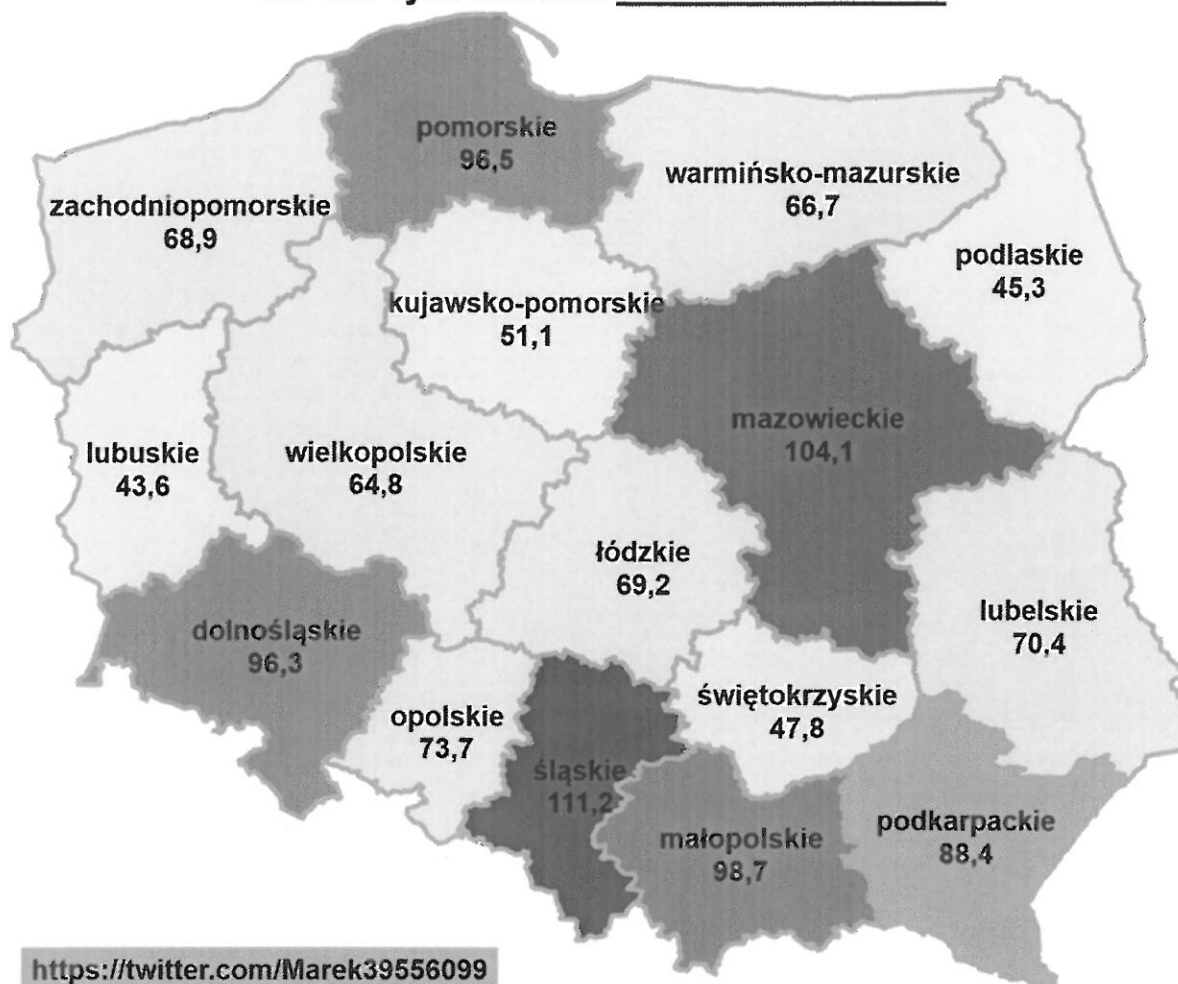 pomorskie
96,5
warmińsko-mazurskie
66,7
zachodniopomorskie
68,9
podlaskie
45,3
kujawsko-pomorskie
51,1
mazowieckie
104,1
lubuskie
43,6
wielkopolskie
64,8
łódzkie
69,2
lubelskie
70,4
dolnośląskie
96,3
świętokrzyskie
47,8
opolskie
73,7
śląskie
111,2
małopolskie
98,7
podkarpackie
88,4
https://twitter.com/Marek39556099